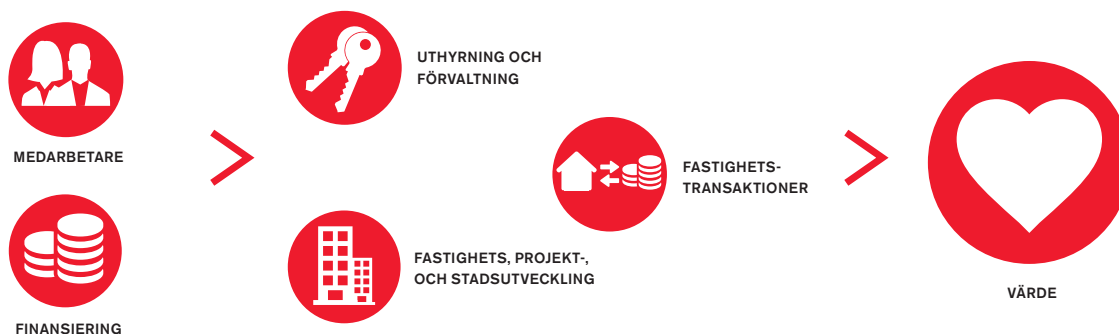 MEDARBETARE
FINANSIERING
UTHYRNING OCH
FÖRVALTNING
FASTIGHETS, PROJEKT-,
OCH STADSUTVECKLING
FASTIGHETS-
TRANSAKTIONER
VÄRDE